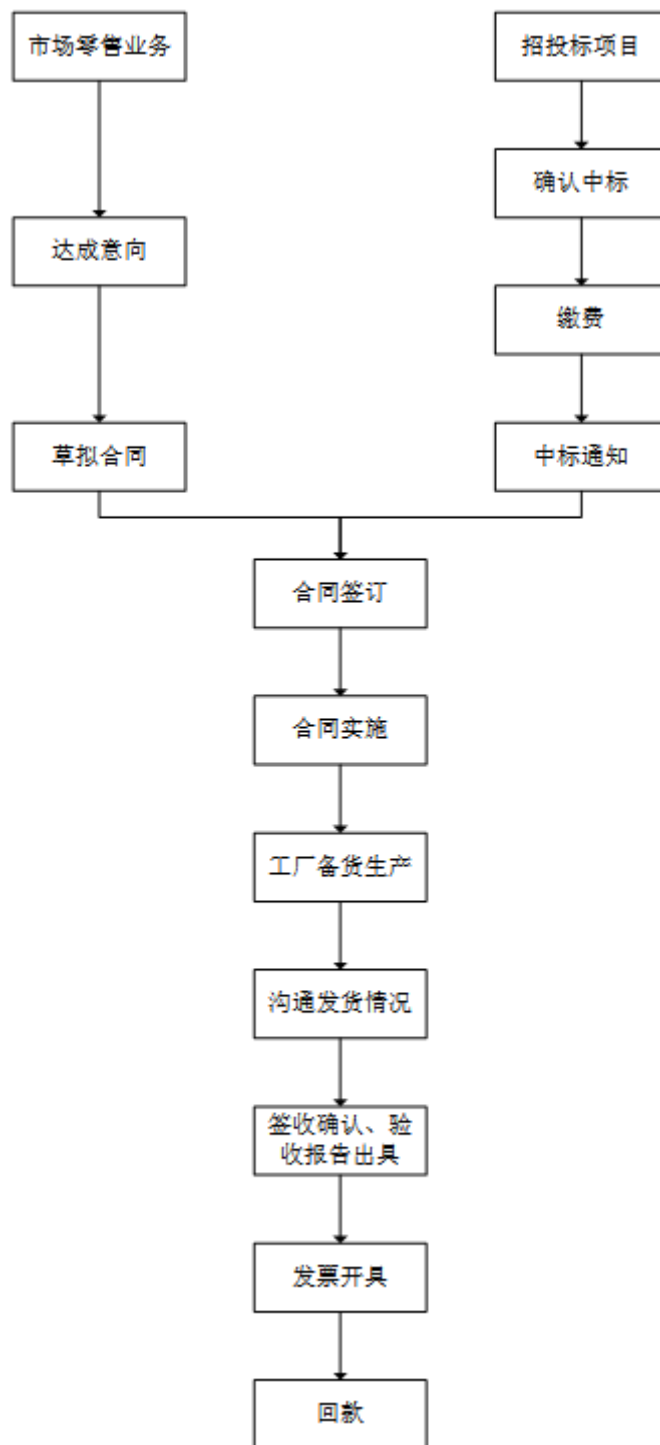 市场零售业务
招投标项目
确认中标
达成意向
缴费
草拟合同
中标通知
合同签订
合同实施
工厂备货生产
沟通发货情况
签收确认、验
收报告出具
发票开具
回款